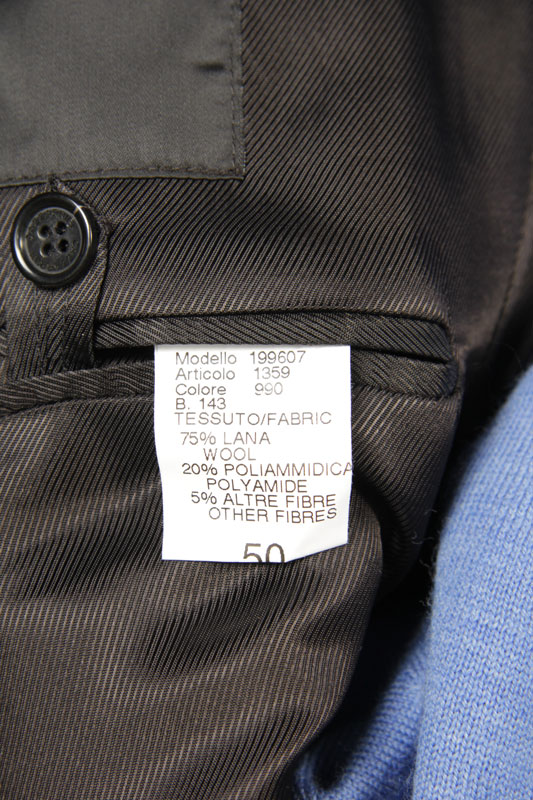 Modello 199607
Articolo 1359
Colore 990
B. 143
TESSUTO/FABRIC
75% LANA
WOOL
20% POLIAMMIDICA
POLYAMIDE
5% ALTRE FIBRE
OTHER FIBRES
50